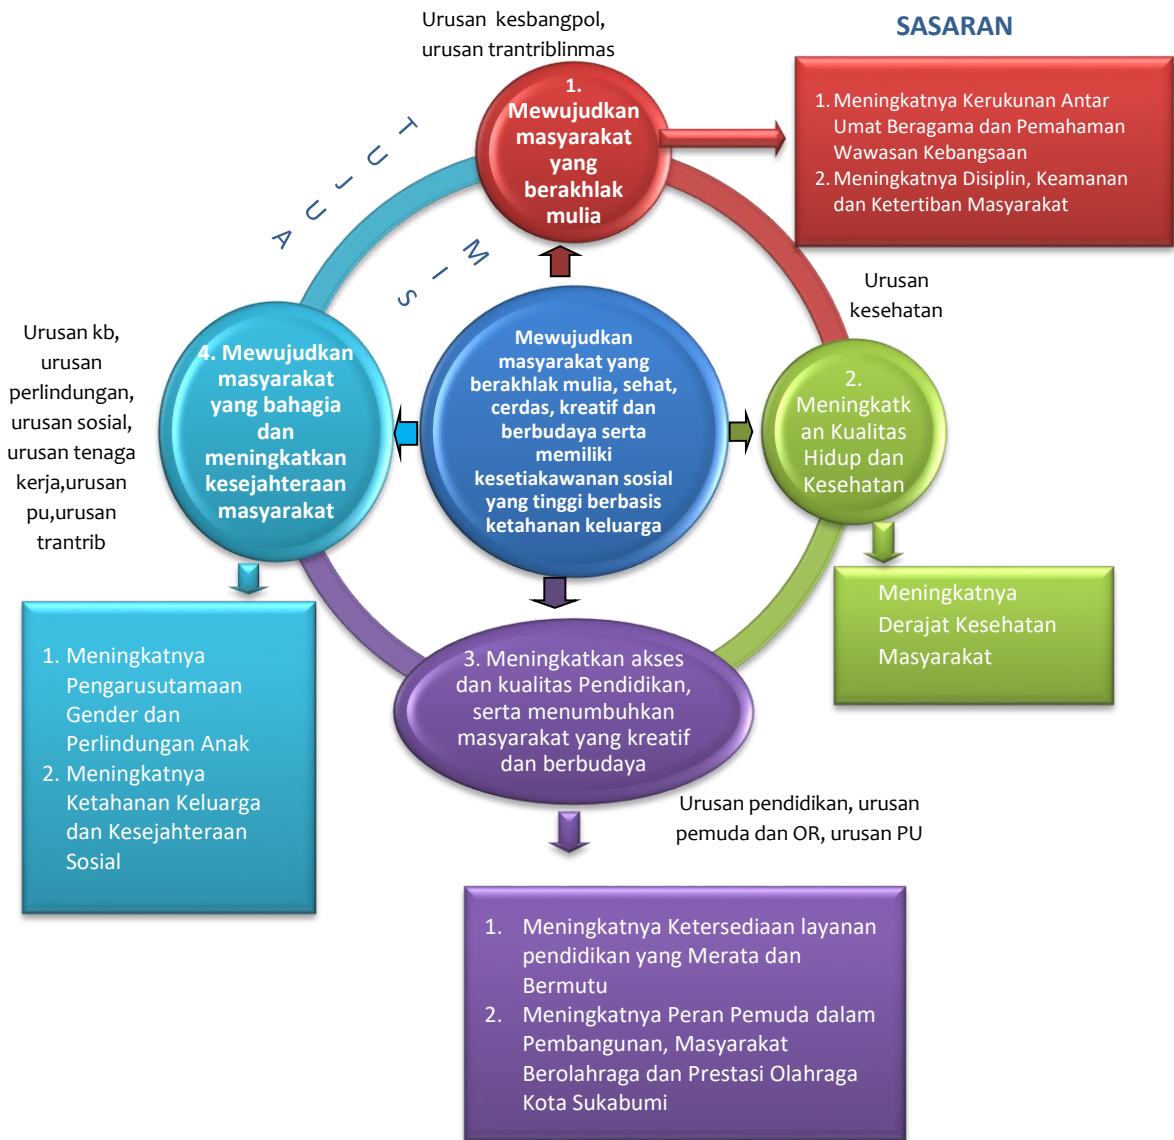 Urusan kesbangpol,
urusan trantriblinmas
SASARAN
1.
Mewujudkan
masyarakat
yang
berakhlak
mulia
1. Meningkatnya Kerukunan Antar
Umat Beragama dan Pemahaman
Wawasan Kebangsaan
2. Meningkatnya Disiplin, Keamanan
dan Ketertiban Masyarakat
T
U
J
U
A
M
I
S
Urusan
kesehatan
Urusan kb,
urusan
perlindungan,
urusan sosial,
urusan tenaga
kerja,urusan
pu,urusan
trantrib
4. Mewujudkan
masyarakat
yang bahagia
dan
meningkatkan
kesejahteraan
masyarakat
Mewujudkan
masyarakat yang
berakhlak mulia, sehat,
cerdas, kreatif dan
berbudaya serta
memiliki
kesetiakawanan sosial
yang tinggi berbasis
ketahanan keluarga
2.
Meningkatk
an Kualitas
Hidup dan
Kesehatan
Meningkatnya
Derajat Kesehatan
Masyarakat
1. Meningkatnya
Pengarusutamaan
Gender dan
Perlindungan Anak
2. Meningkatnya
Ketahanan Keluarga
dan Kesejahteraan
Sosial
3. Meningkatkan akses
dan kualitas Pendidikan,
serta menumbuhkan
masyarakat yang kreatif
dan berbudaya
Urusan pendidikan, urusan
pemuda dan OR, urusan PU
1. Meningkatnya Ketersediaan layanan
pendidikan yang Merata dan
Bermutu
2. Meningkatnya Peran Pemuda dalam
Pembangunan, Masyarakat
Berolahraga dan Prestasi Olahraga
Kota Sukabumi